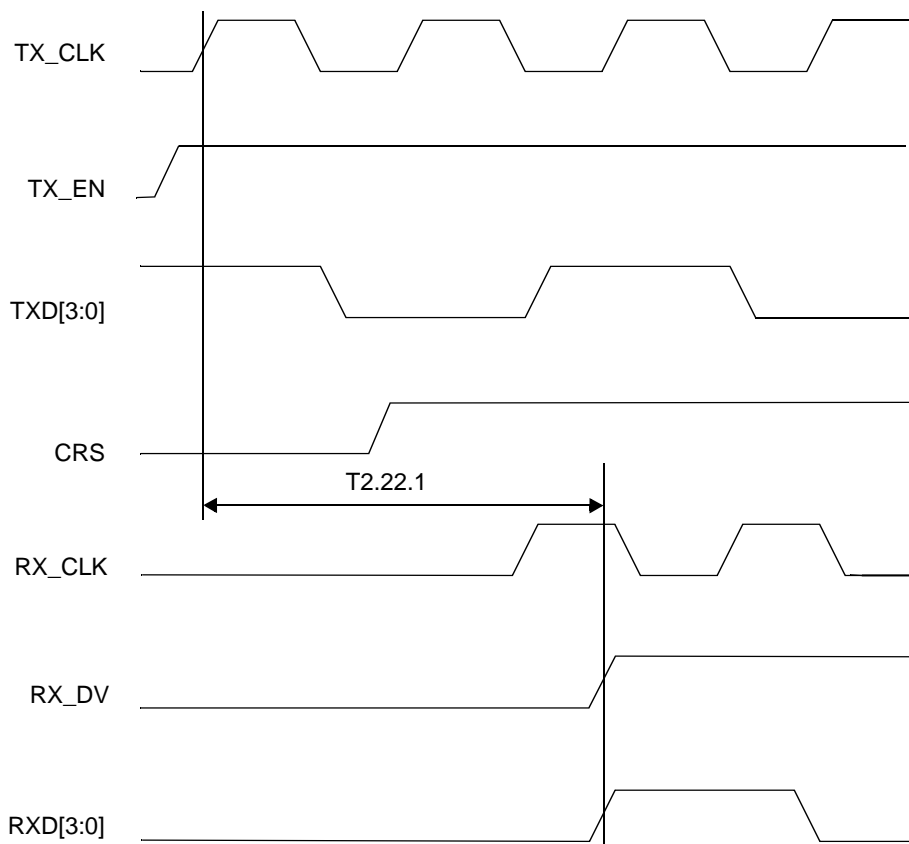 TX_CLK
TX_EN
TXD[3:0]
CRS
T2.22.1
RX_CLK
RX_DV
RXD[3:0]